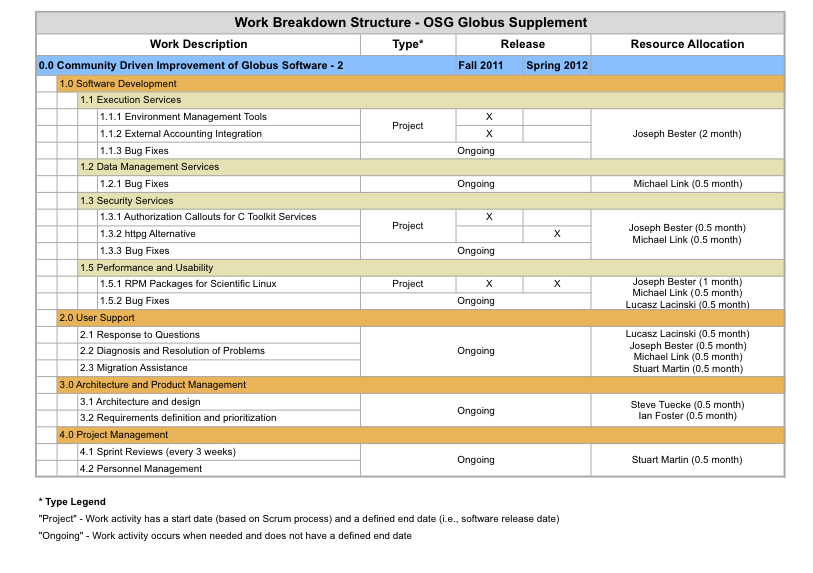 Work Breakdown Structure - OSG Globus Supplement
Work Description Type* Release Resource Allocation
0.0 Community Driven Improvement of Globus Software - 2 Fall 2011 Spring 2012
1.0 Software Development
1.1 Execution Services
1.1.1 Environment Management Tools X
Project
1.1.2 External Accounting Integration X
Joseph Bester (2 month)
1.1.3 Bug Fixes Ongoing
1.2 Data Management Services
1.2.1 Bug Fixes Ongoing Michael Link (0.5 month)
1.3 Security Services
1.3.1 Authorization Callouts for C Toolkit Services X
Project
1.3.2 httpg Alternative X
Joseph Bester (0.5 month)
Michael Link (0.5 month)
1.3.3 Bug Fixes Ongoing
1.5 Performance and Usability
1.5.1 RPM Packages for Scientific Linux Project X X
Joseph Bester (1 month)
Michael Link (0.5 month)
Lucasz Lacinski (0.5 month)
1.5.2 Bug Fixes Ongoing
2.0 User Support
2.1 Response to Questions
2.2 Diagnosis and Resolution of Problems
2.3 Migration Assistance
Ongoing
Lucasz Lacinski (0.5 month)
Joseph Bester (0.5 month)
Michael Link (0.5 month)
Stuart Martin (0.5 month)
3.0 Architecture and Product Management
3.1 Architecture and design
3.2 Requirements definition and prioritization
Ongoing
Steve Tuecke (0.5 month)
Ian Foster (0.5 month)
4.0 Project Management
4.1 Sprint Reviews (every 3 weeks)
4.2 Personnel Management
Ongoing
Stuart Martin (0.5 month)
* Type Legend
"Project" - Work activity has a start date (based on Scrum process) and a defined end date (i.e., software release date)
"Ongoing" - Work activity occurs when needed and does not have a defined end date